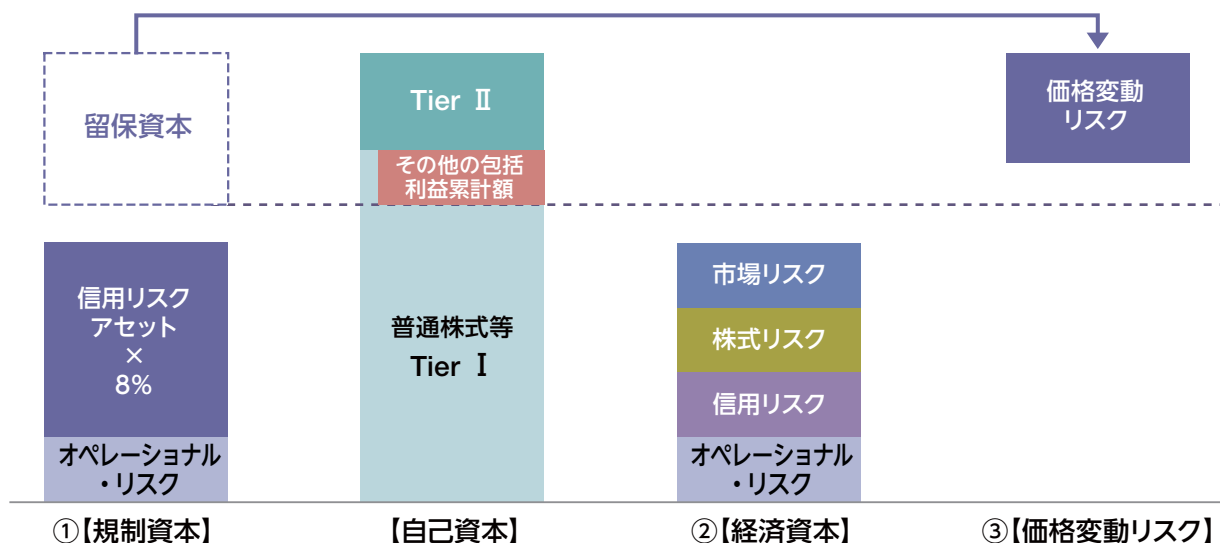 留保資本
信用リスク
アセット
×
8%
オペレーショナル
・リスク
①【規制資本】
Tier Ⅱ
その他の包括
利益累計額
普通株式等
Tier Ⅰ
【自己資本】
市場リスク
株式リスク
信用リスク
オペレーショナル
・リスク
②【経済資本】
価格変動
リスク
③【価格変動リスク】